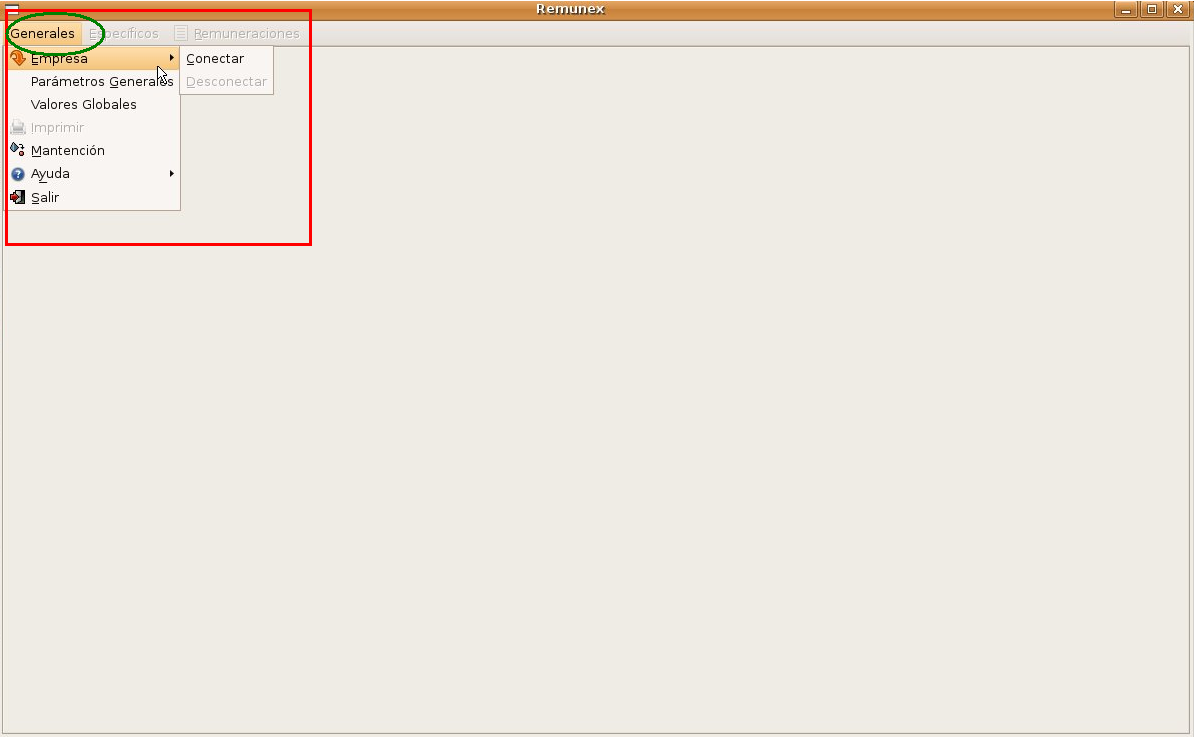 Remunex
Generales Específicos Remuneraciones
Empresa Conectar
Parámetros Generales Desconectar
Valores Globales
Imprimir
Mantención
Ayuda
Salir